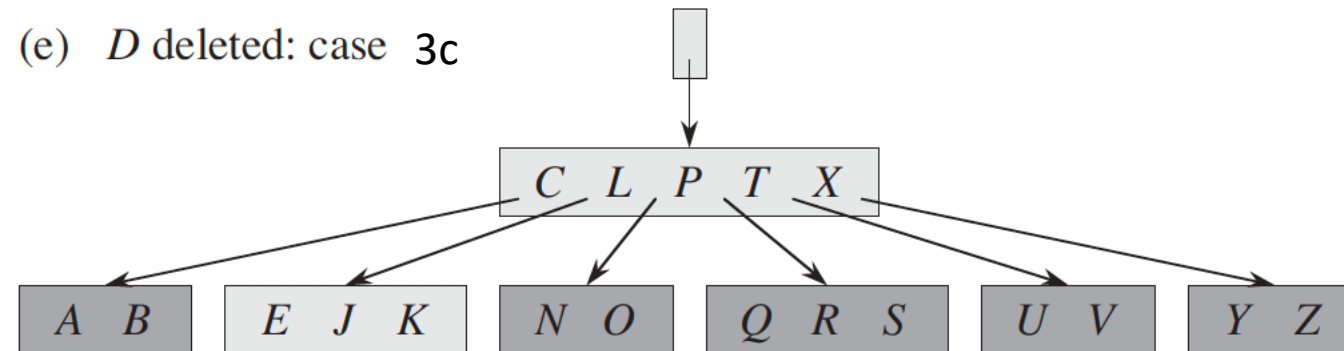 (e) D deleted: case 3c
C L P T X
A B E J K N O Q R S U V Y Z